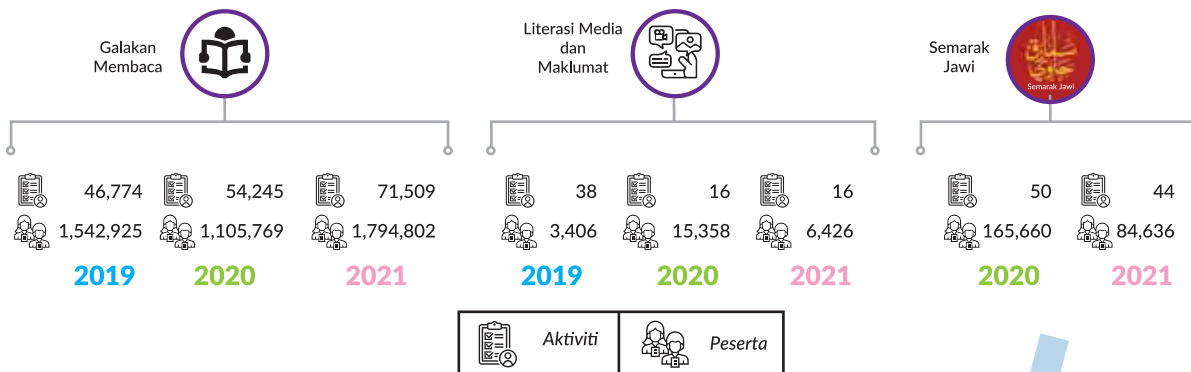 Galakan
Membaca
46,774 54,245 71,509
1,542,925 1,105,769 1,794,802
2019 2020 2021
Literasi Media
dan
Maklumat
38 16 16
3,406 15,358 6,426
2019 2020 2021
Semarak
Jawi
سمارق
جاوي
Semarak Jawi
50 44
165,660 84,636
2020 2021
Aktiviti Peserta